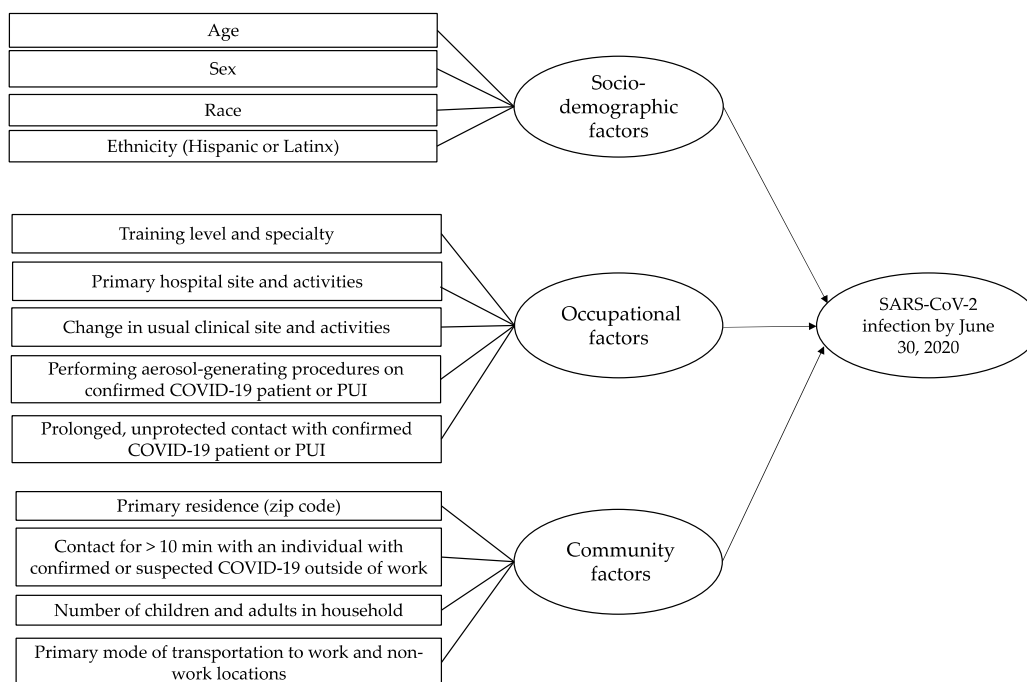 Age
Sex
Race
Ethnicity (Hispanic or Latinx)
Socio-
demographic
factors
Training level and specialty
Primary hospital site and activities
Change in usual clinical site and activities
Performing aerosol-generating procedures on
confirmed COVID-19 patient or PUI
Prolonged, unprotected contact with confirmed
COVID-19 patient or PUI
Occupational
factors
SARS-CoV-2
infection by June
30, 2020
Primary residence (zip code)
Contact for > 10 min with an individual with
confirmed or suspected COVID-19 outside of work
Number of children and adults in household
Primary mode of transportation to work and non-
work locations
Community
factors